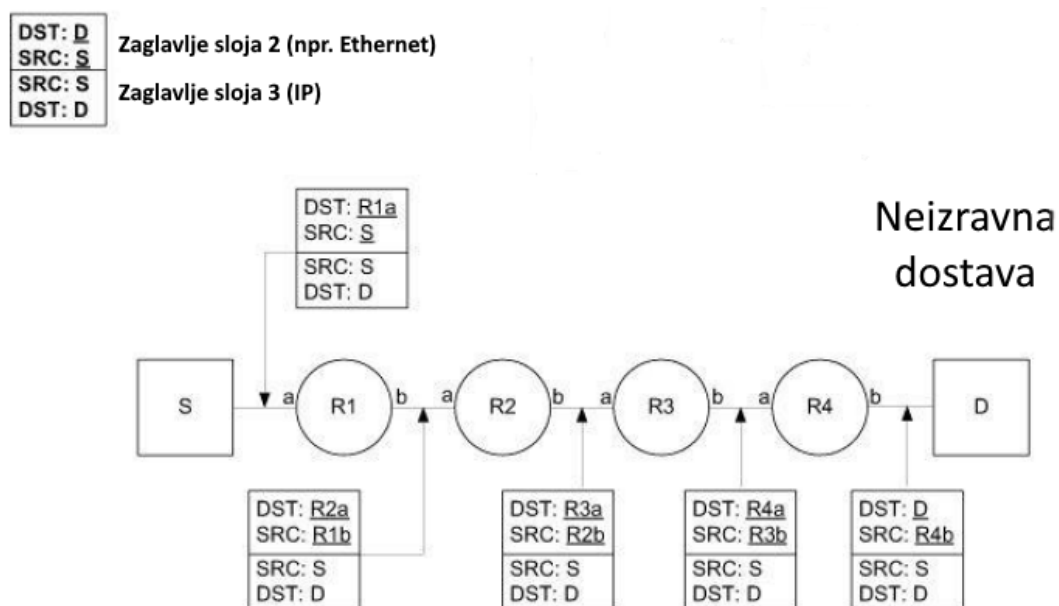 DST: D
SRC: S
Zaglavlje sloja 2 (npr. Ethernet)
SRC: S
DST: D
Zaglavlje sloja 3 (IP)
Neizravna
dostava
DST: R1a
SRC: S
SRC: S
DST: D
S
a
R1
b
a
R2
b
a
R3
b
a
R4
b
D
DST: R2a
SRC: R1b
SRC: S
DST: D
DST: R3a
SRC: R2b
SRC: S
DST: D
DST: R4a
SRC: R3b
SRC: S
DST: D
DST: D
SRC: R4b
SRC: S
DST: D